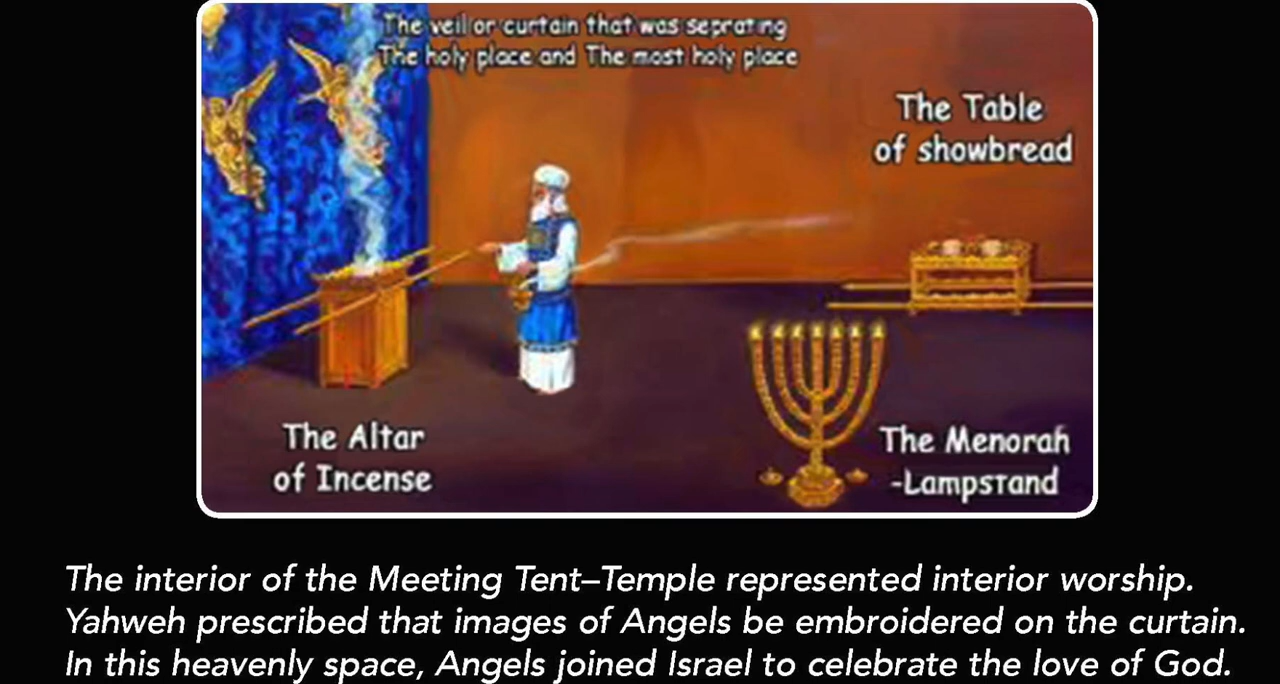 The veil or curtain that was seprating
The holy place and The most holy place
The Table
of showbread
The Altar
of Incense
The Menorah
-Lampstand
The interior of the Meeting Tent–Temple represented interior worship.
Yahweh prescribed that images of Angels be embroidered on the curtain.
In this heavenly space, Angels joined Israel to celebrate the love of God.